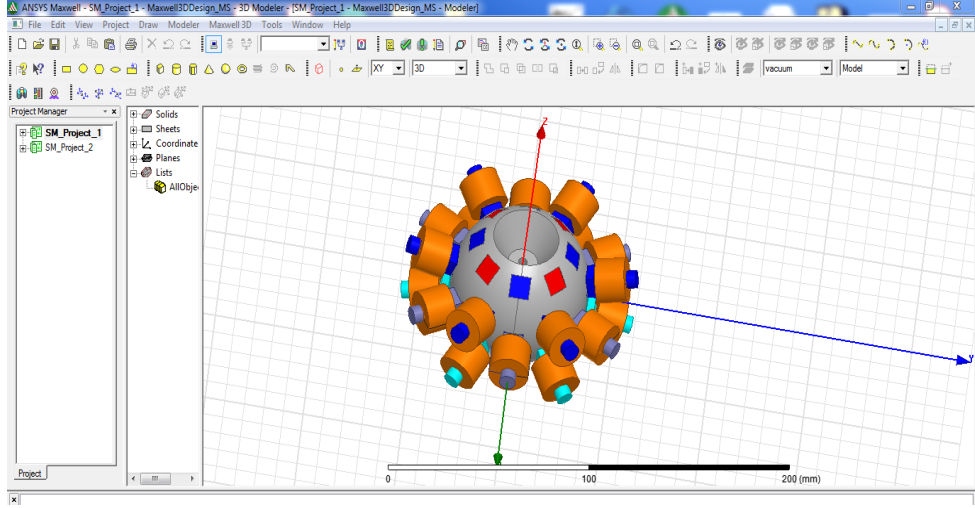 ANSYS Maxwell - SM_Project_1 - Maxwell3DDesign_MS - 3D Modeler - [SM_Project_1 - Maxwell3DDesign_MS - Modeler]
File Edit View Project Draw Modeler Maxwell 3D Tools Window Help
XY 3D vacuum Model
Project Manager
SM_Project_1
SM_Project_2
Project
Solids
Sheets
Coordinate
Planes
Lists
AllObje
Z
Y
0 100 200 (mm)